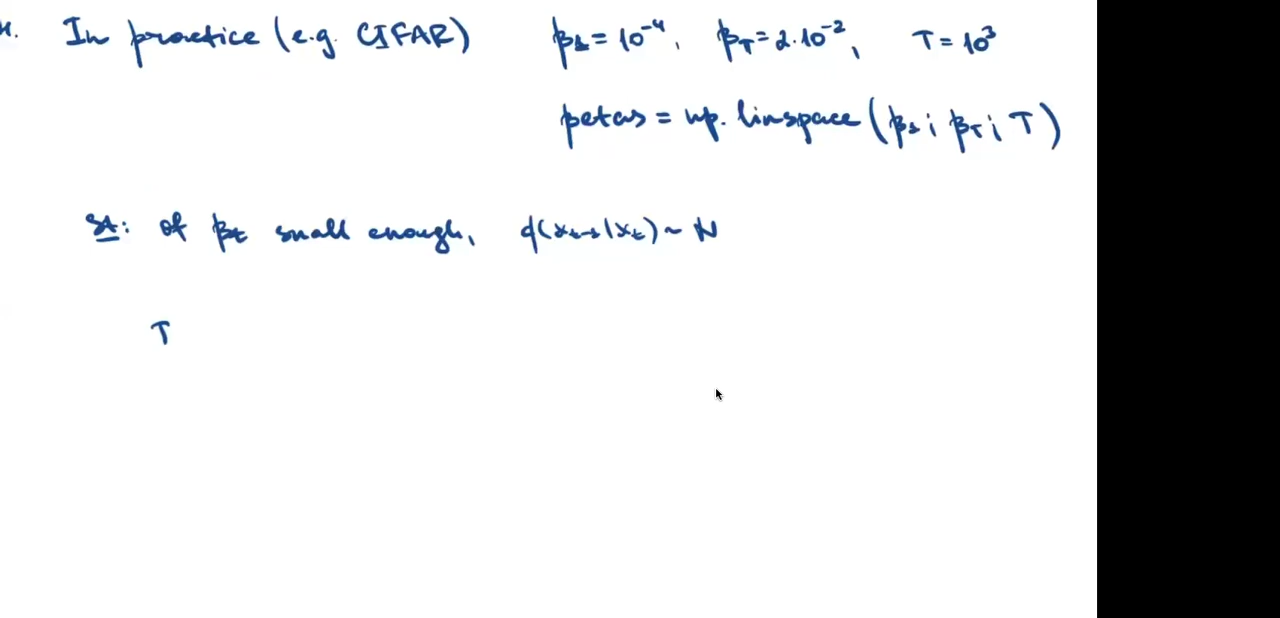 In practice (e.g. CIFAR) β₁ = 10⁻⁴, β_T = 2·10⁻², T = 10³
betas = np.linspace(β₁; β_T; T)
St: if β_t small enough, q(x_{t-1}|x_t) ~ N
T